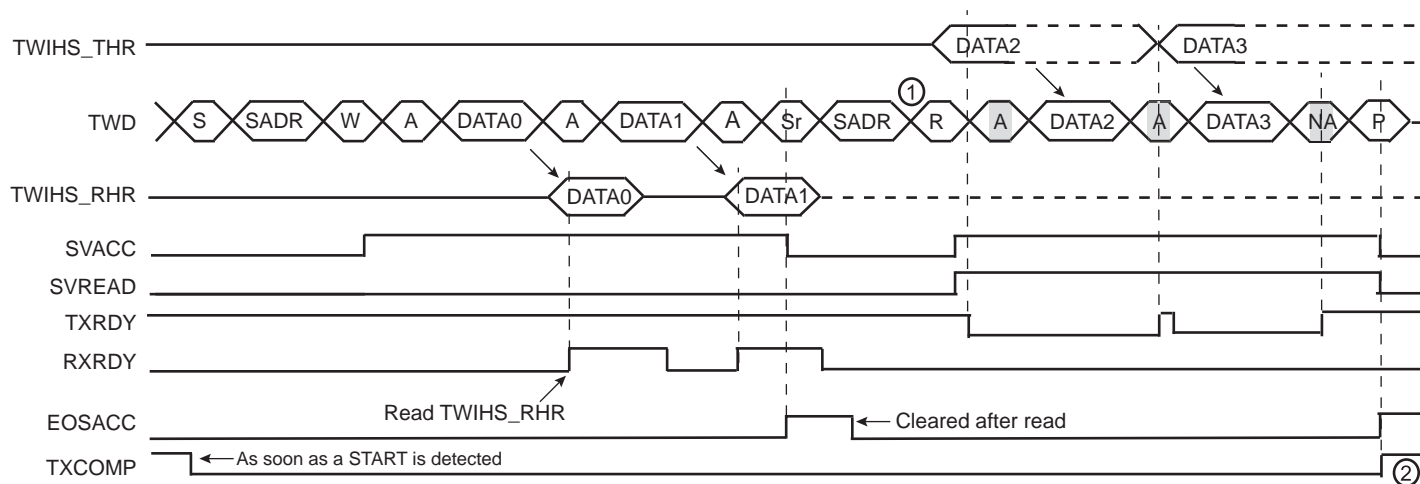 TWIHS_THR DATA2 DATA3
①
TWD S SADR W A DATA0 A DATA1 A Sr SADR R A DATA2 A DATA3 NA P
TWIHS_RHR DATA0 DATA1
SVACC
SVREAD
TXRDY
RXRDY
Read TWIHS_RHR
EOSACC Cleared after read
TXCOMP As soon as a START is detected ②